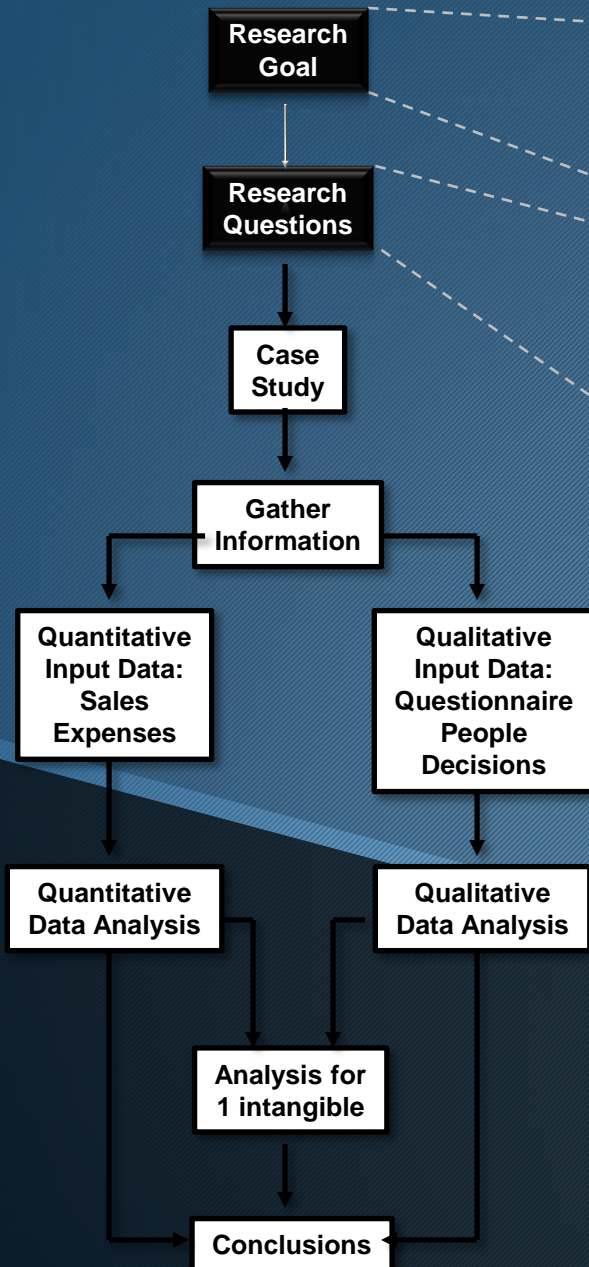 Research
Goal
Research
Questions
Case
Study
Gather
Information
Quantitative
Input Data:
Sales
Expenses
Qualitative
Input Data:
Questionnaire
People
Decisions
Quantitative
Data Analysis
Qualitative
Data Analysis
Analysis for
1 intangible
Conclusions